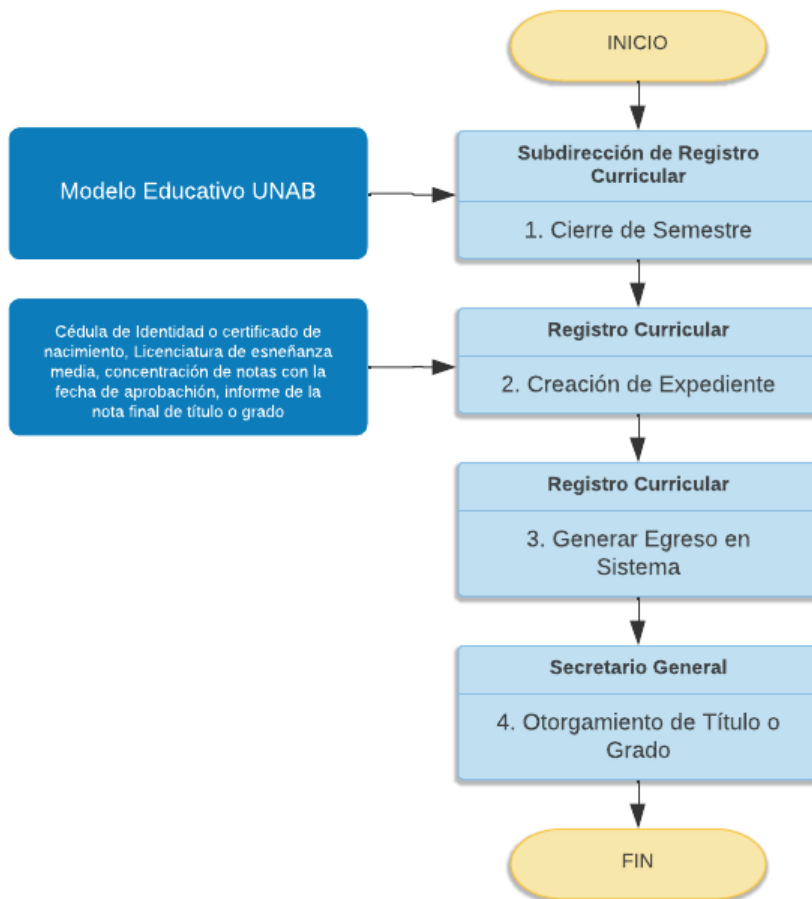 INICIO
Modelo Educativo UNAB
Subdirección de Registro
Curricular
1. Cierre de Semestre
Cédula de Identidad o certificado de
nacimiento, Licenciatura de esneñanza
media, concentración de notas con la
fecha de aprobachión, informe de la
nota final de título o grado
Registro Curricular
2. Creación de Expediente
Registro Curricular
3. Generar Egreso en
Sistema
Secretario General
4. Otorgamiento de Título o
Grado
FIN